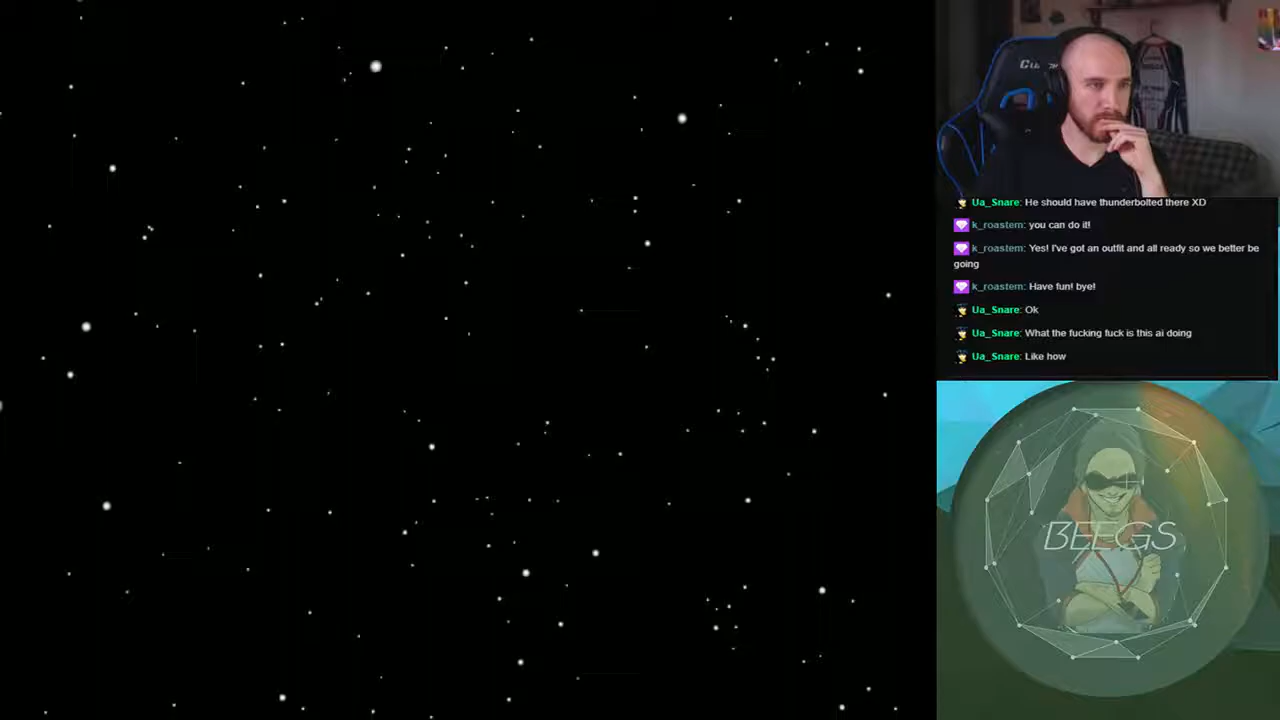 Ua_Snare: He should have thunderbolted there XD
k_roastem: you can do it!
k_roastem: Yes! I've got an outfit and all ready so we better be
going
k_roastem: Have fun! bye!
Ua_Snare: Ok
Ua_Snare: What the fucking fuck is this ai doing
Ua_Snare: Like how
BEEGS